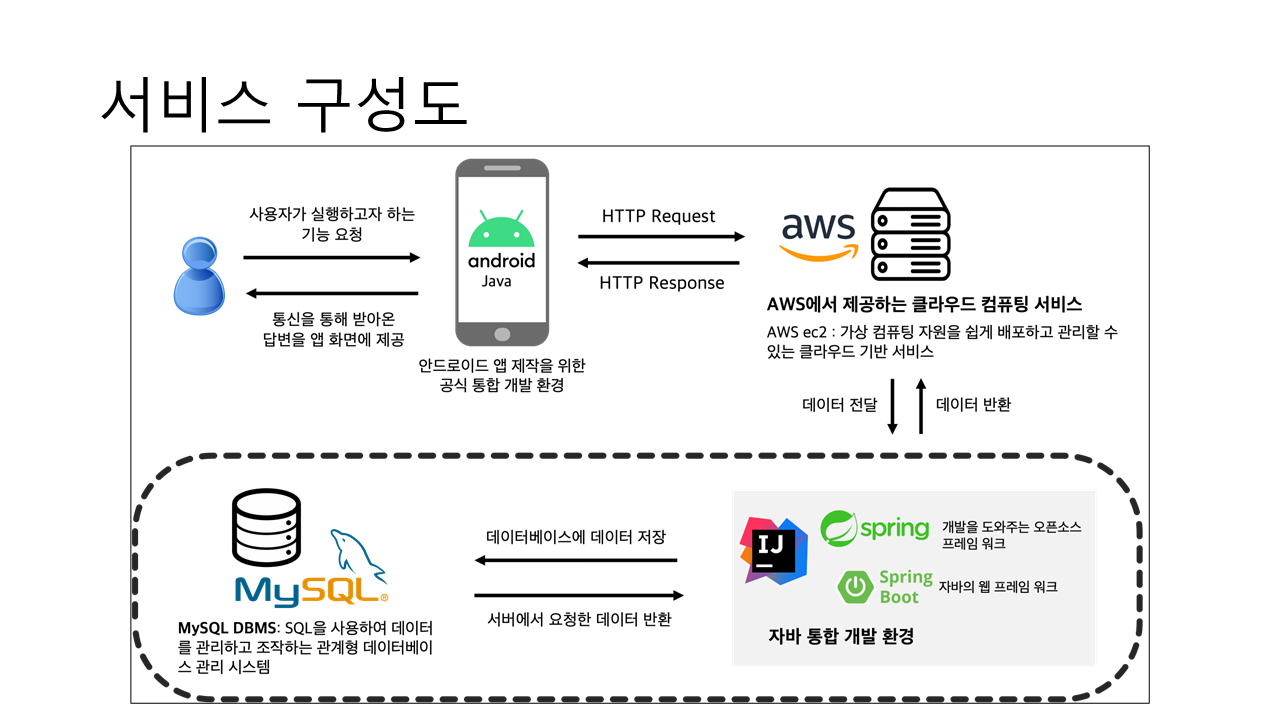 서비스 구성도
사용자가 실행하고자 하는
기능 요청
통신을 통해 받아온
답변을 앱 화면에 제공
android
Java
안드로이드 앱 제작을 위한
공식 통합 개발 환경
HTTP Request
HTTP Response
aws
AWS에서 제공하는 클라우드 컴퓨팅 서비스
AWS ec2 : 가상 컴퓨팅 자원을 쉽게 배포하고 관리할 수
있는 클라우드 기반 서비스
데이터 전달
데이터 반환
MySQL®
MySQL DBMS: SQL을 사용하여 데이터
를 관리하고 조작하는 관계형 데이터베이
스 관리 시스템
데이터베이스에 데이터 저장
서버에서 요청한 데이터 반환
IJ
spring
개발을 도와주는 오픈소스
프레임 워크
Spring
Boot
자바의 웹 프레임 워크
자바 통합 개발 환경